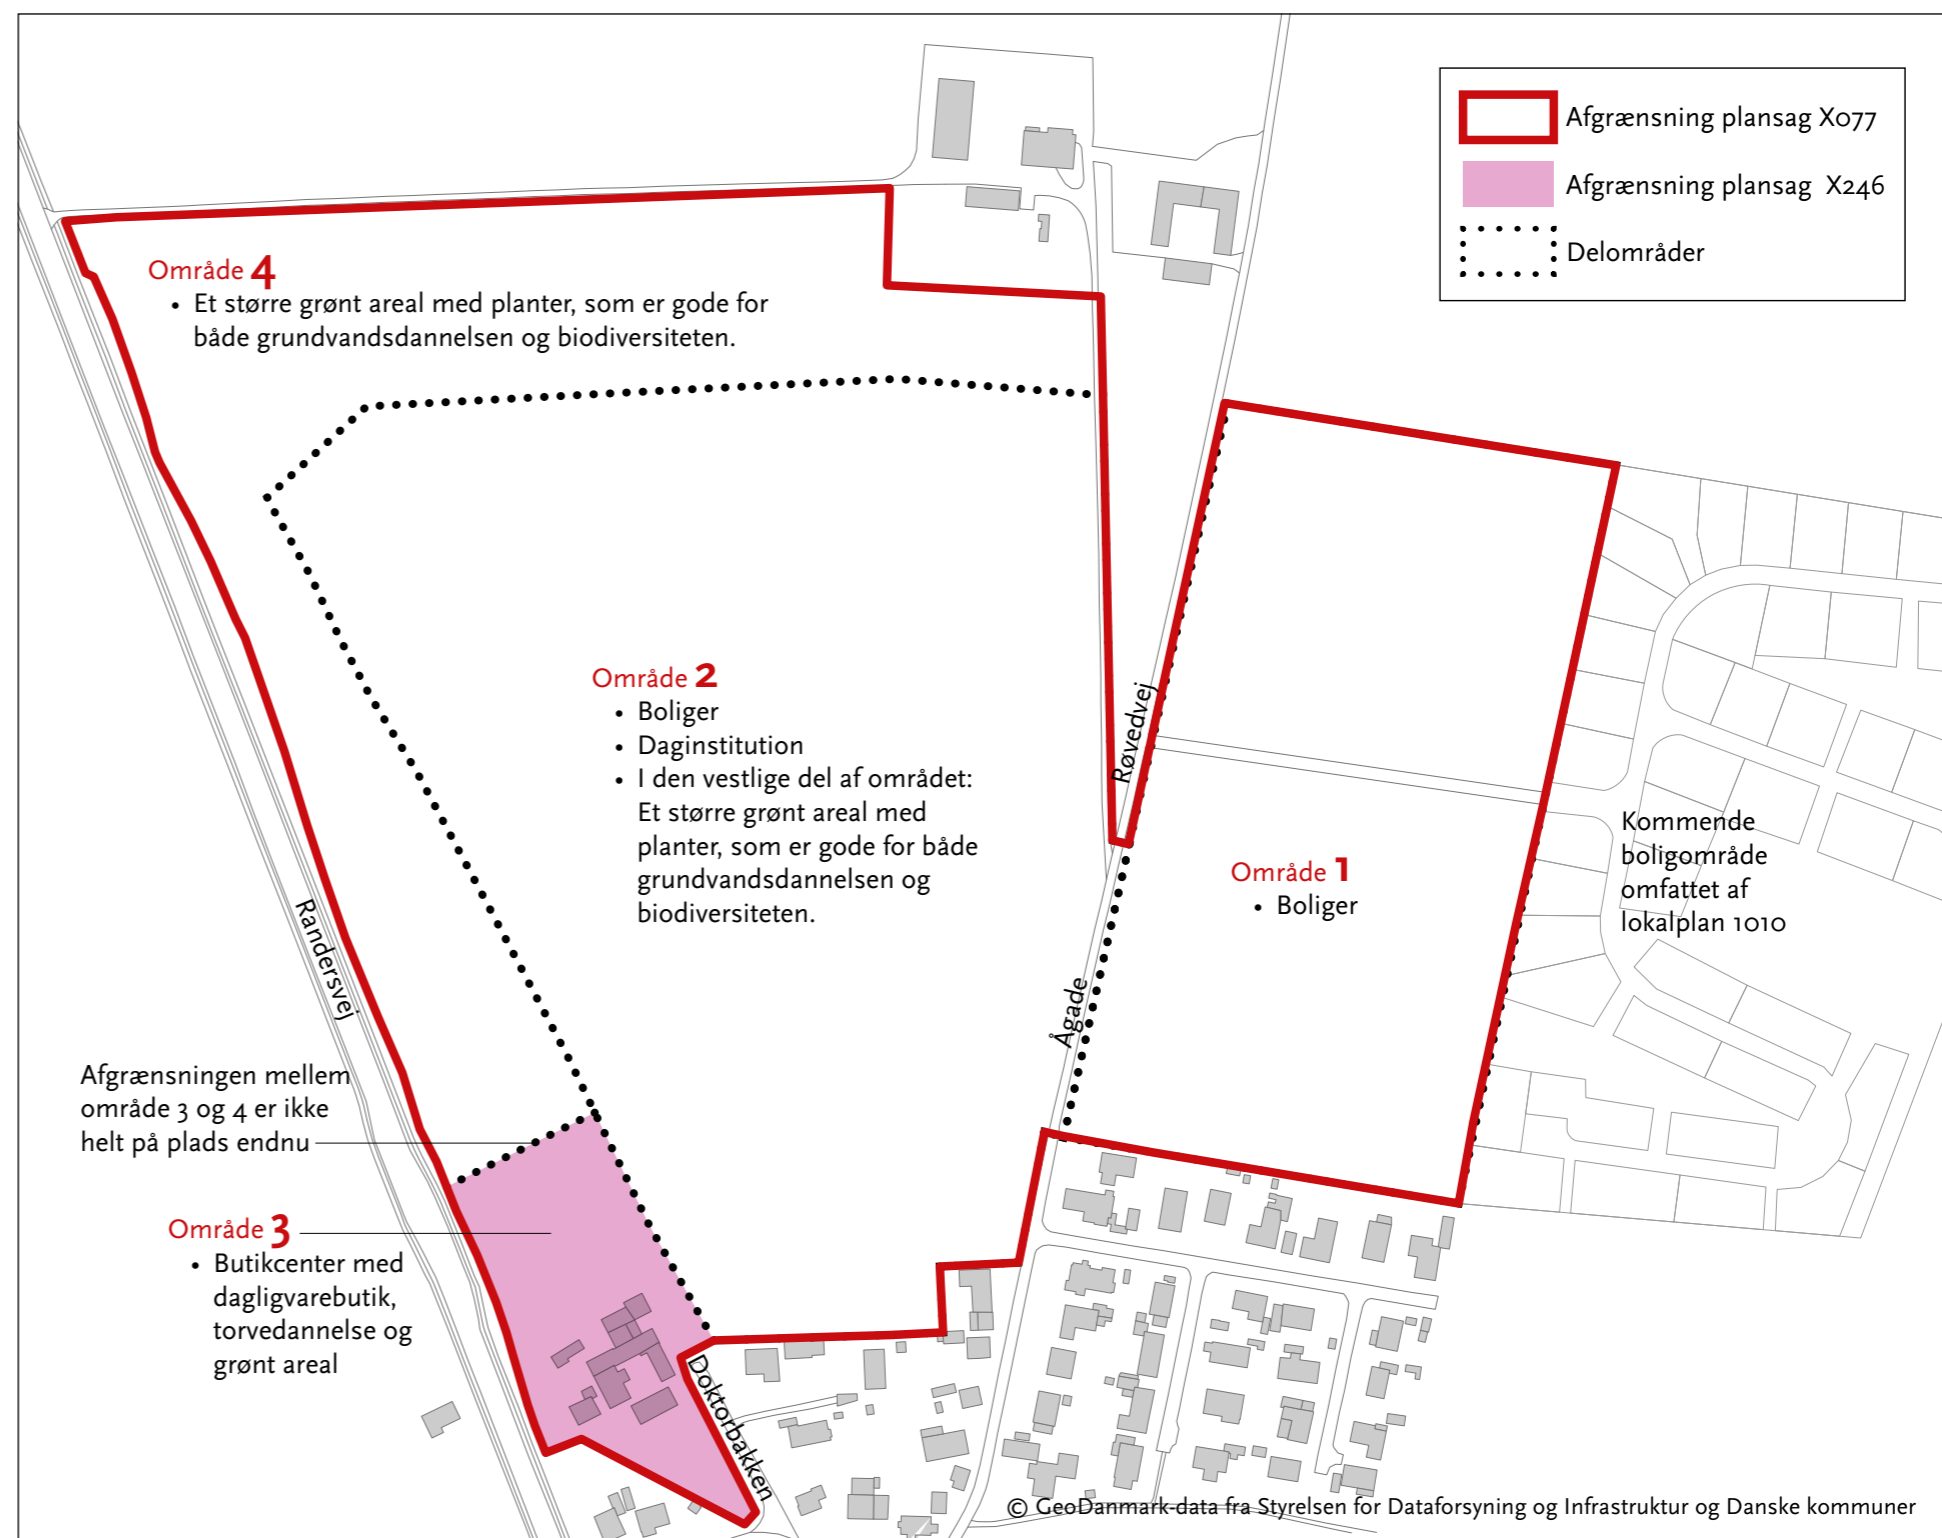 Afgrænsning plansag X077
Afgrænsning plansag X246
Delområder
Område 4
• Et større grønt areal med planter, som er gode for
både grundvandsdannelsen og biodiversiteten.
Område 2
• Boliger
• Daginstitution
• I den vestlige del af området:
Et større grønt areal med
planter, som er gode for både
grundvandsdannelsen og
biodiversiteten.
Røvedvej
Område 1
• Boliger
Kommende
boligområde
omfattet af
lokalplan 1010
Randersvej
Ågade
Afgrænsningen mellem
område 3 og 4 er ikke
helt på plads endnu
Område 3
• Butikcenter med
dagligvarebutik,
torvedannelse og
grønt areal
Doktorbakken
© GeoDanmark-data fra Styrelsen for Dataforsyning og Infrastruktur og Danske kommuner